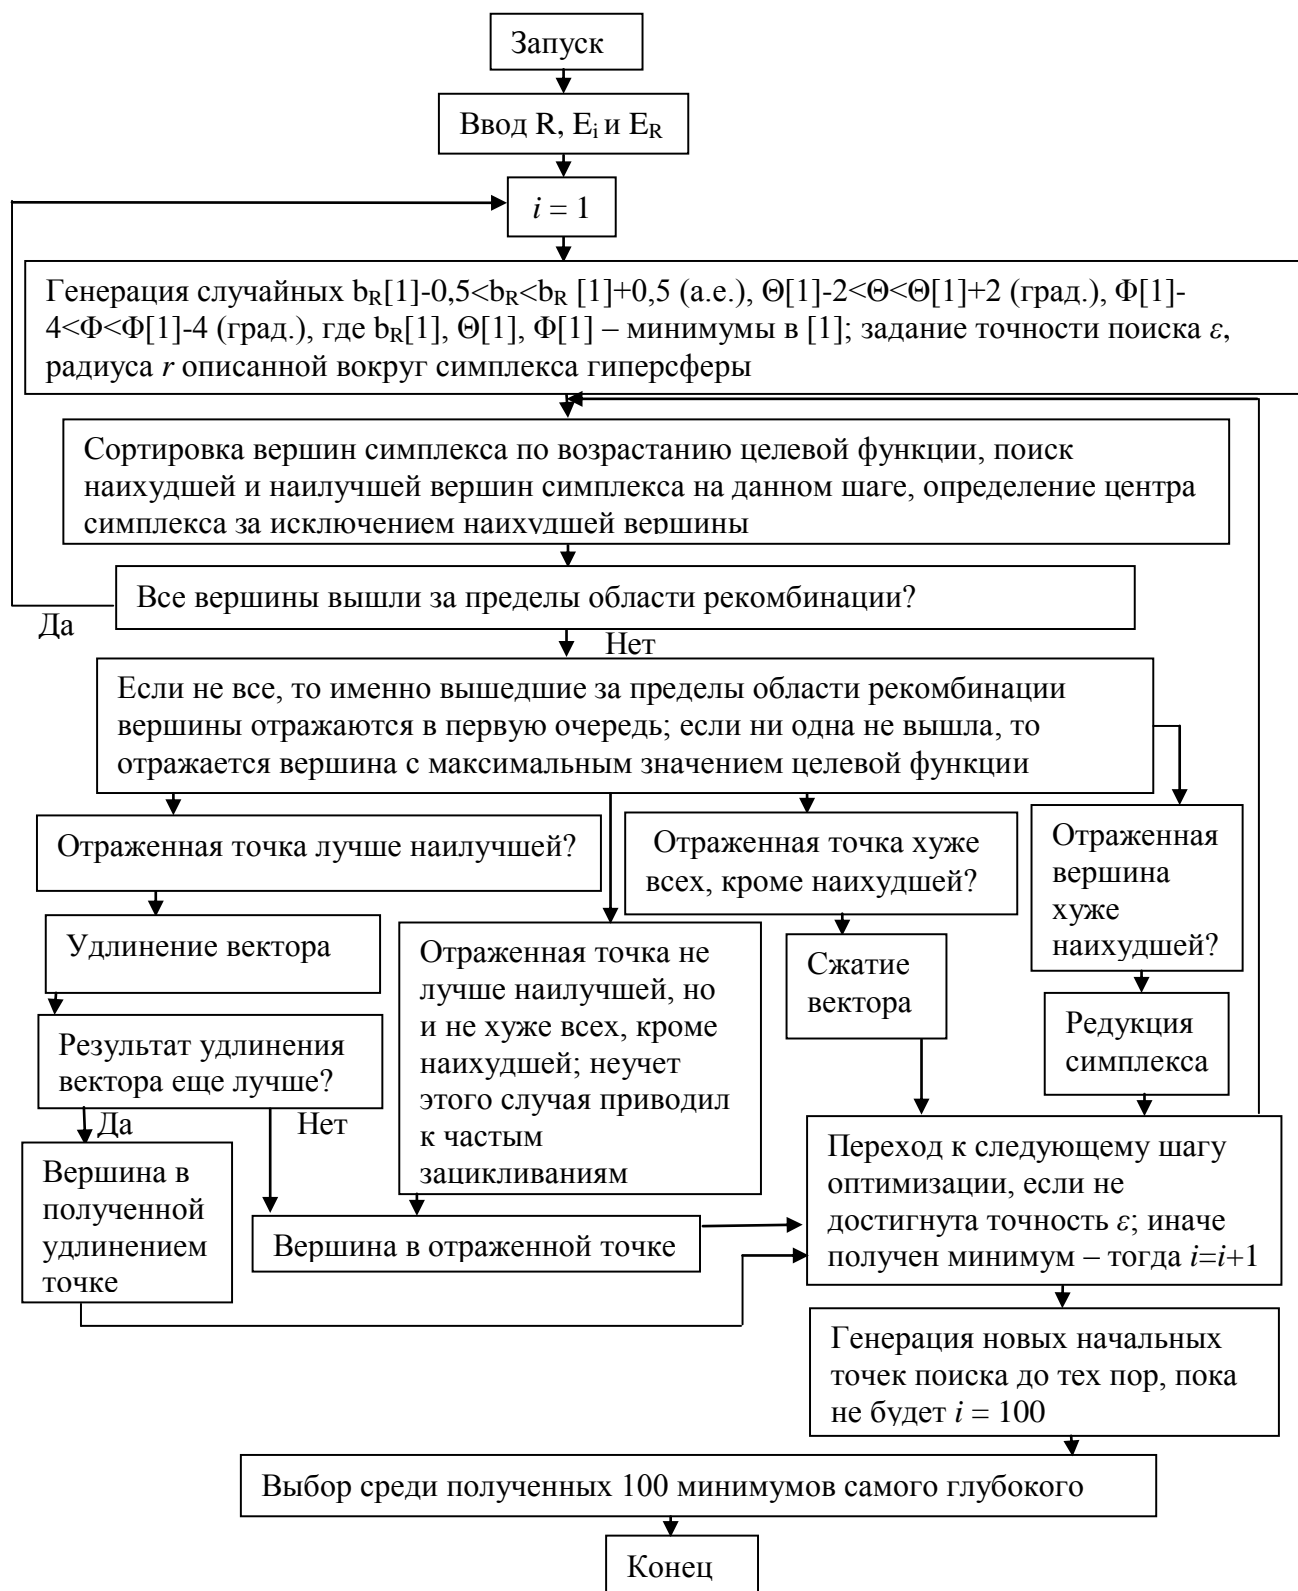 Запуск
Ввод R, Eᵢ и E_R
i = 1
Генерация случайных b_R[1]-0,5<b_R<b_R [1]+0,5 (а.е.), Θ[1]-2<Θ<Θ[1]+2 (град.), Φ[1]-
4<Φ<Φ[1]-4 (град.), где b_R[1], Θ[1], Φ[1] – минимумы в [1]; задание точности поиска ε,
радиуса r описанной вокруг симплекса гиперсферы
Сортировка вершин симплекса по возрастанию целевой функции, поиск
наихудшей и наилучшей вершин симплекса на данном шаге, определение центра
симплекса за исключением наихудшей вершины
Все вершины вышли за пределы области рекомбинации?
Да
Нет
Если не все, то именно вышедшие за пределы области рекомбинации
вершины отражаются в первую очередь; если ни одна не вышла, то
отражается вершина с максимальным значением целевой функции
Отраженная точка лучше наилучшей?
Удлинение вектора
Результат удлинения
вектора еще лучше?
Да
Нет
Вершина в
полученной
удлинением
точке
Отраженная точка не
лучше наилучшей, но
и не хуже всех, кроме
наихудшей; неучет
этого случая приводил
к частым
зацикливаниям
Вершина в отраженной точке
Отраженная точка хуже
всех, кроме наихудшей?
Сжатие
вектора
Отраженная
вершина
хуже
наихудшей?
Редукция
симплекса
Переход к следующему шагу
оптимизации, если не
достигнута точность ε; иначе
получен минимум – тогда i=i+1
Генерация новых начальных
точек поиска до тех пор, пока
не будет i = 100
Выбор среди полученных 100 минимумов самого глубокого
Конец